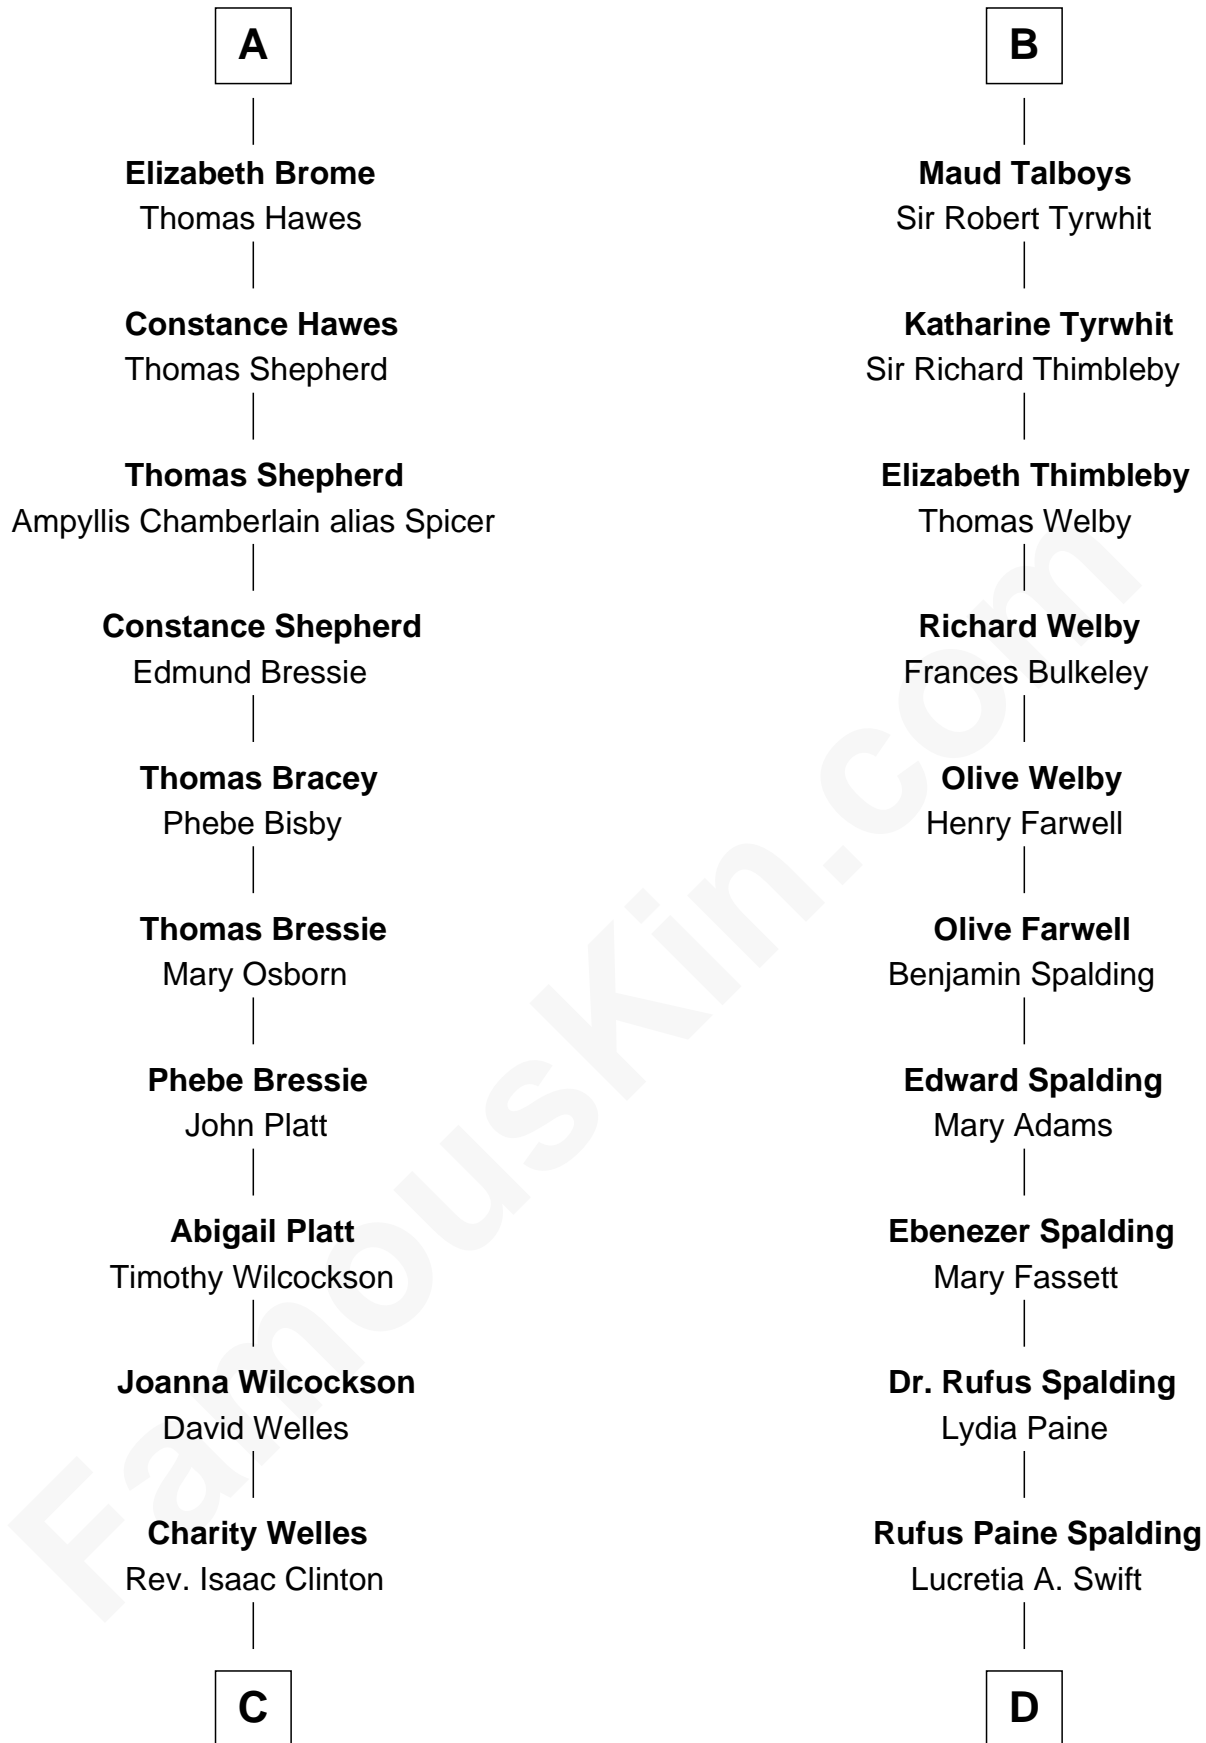 A
Elizabeth Brome
Thomas Hawes
Constance Hawes
Thomas Shepherd
Thomas Shepherd
Ampyllis Chamberlain alias Spicer
Constance Shepherd
Edmund Bressie
Thomas Bracey
Phebe Bisby
Thomas Bressie
Mary Osborn
Phebe Bressie
John Platt
Abigail Platt
Timothy Wilcockson
Joanna Wilcockson
David Welles
Charity Welles
Rev. Isaac Clinton
C
B
Maud Talboys
Sir Robert Tyrwhit
Katharine Tyrwhit
Sir Richard Thimbleby
Elizabeth Thimbleby
Thomas Welby
Richard Welby
Frances Bulkeley
Olive Welby
Henry Farwell
Olive Farwell
Benjamin Spalding
Edward Spalding
Mary Adams
Ebenezer Spalding
Mary Fassett
Dr. Rufus Spalding
Lydia Paine
Rufus Paine Spalding
Lucretia A. Swift
D
FamousKin.com